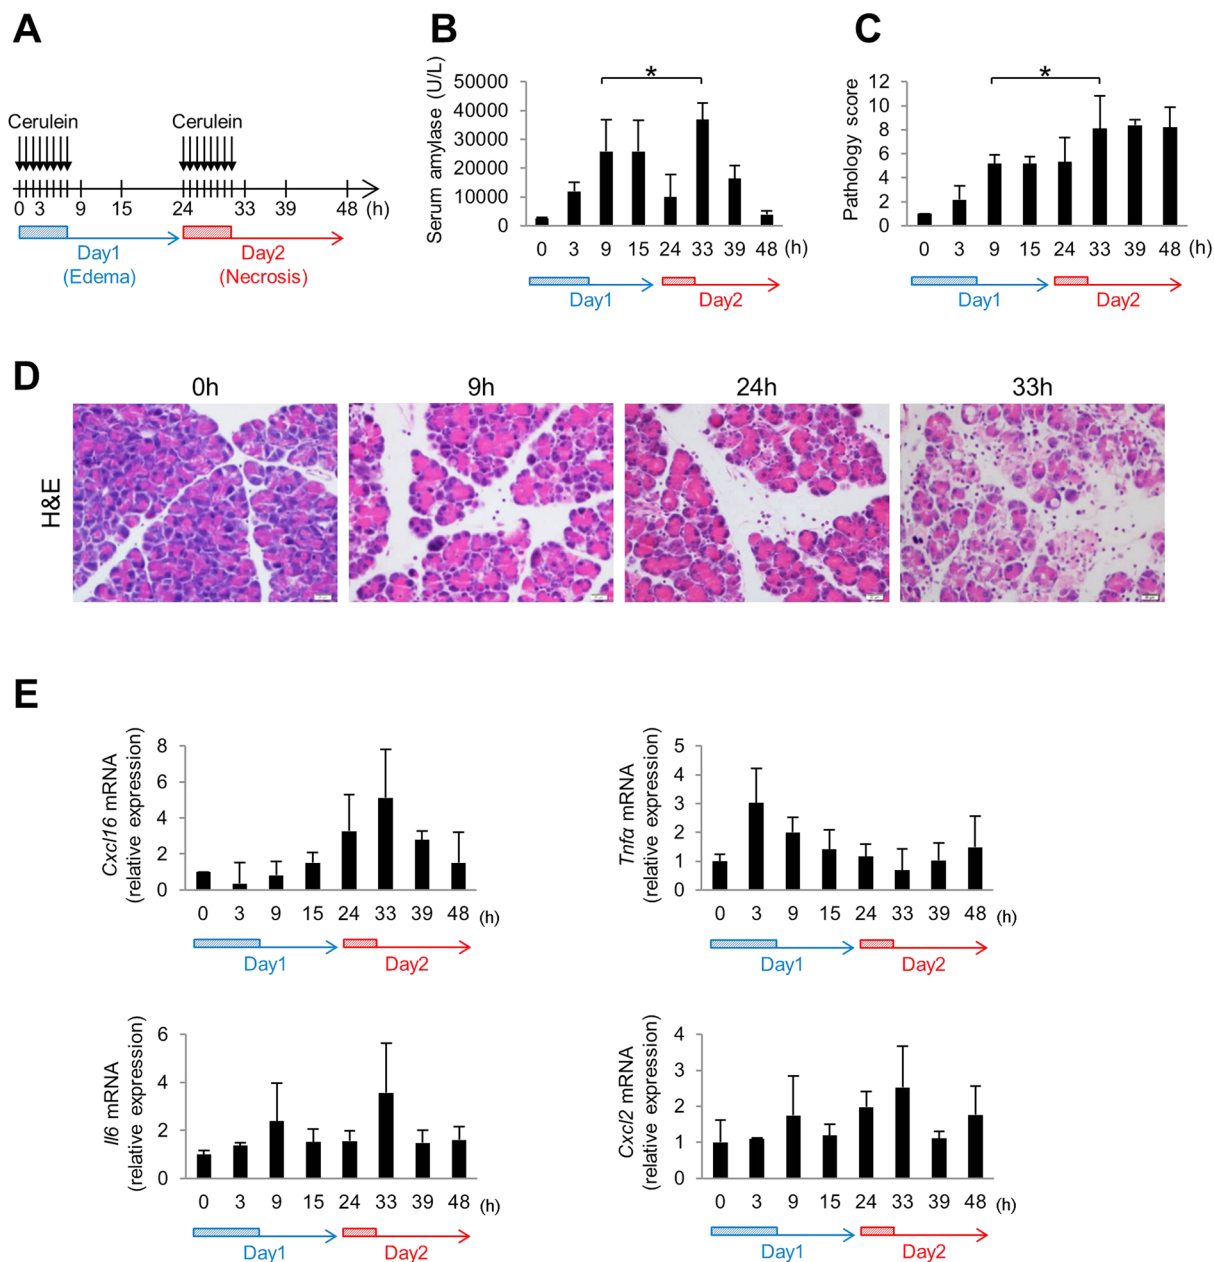 A
Cerulein Cerulein
0 3 9 15 24 33 39 48 (h)
Day1
(Edema)
Day2
(Necrosis)
B
Serum amylase (U/L)
50000
40000
30000
20000
10000
0
*
0 3 9 15 24 33 39 48 (h)
Day1 Day2
C
Pathology score
12
10
8
6
4
2
0
*
0 3 9 15 24 33 39 48 (h)
Day1 Day2
D
0h 9h 24h 33h
H&E
E
Cxcl16 mRNA
(relative expression)
8
6
4
2
0
0 3 9 15 24 33 39 48 (h)
Day1 Day2
Tnfα mRNA
(relative expression)
5
4
3
2
1
0
0 3 9 15 24 33 39 48 (h)
Day1 Day2
Il6 mRNA
(relative expression)
6
4
2
0
0 3 9 15 24 33 39 48 (h)
Day1 Day2
Cxcl2 mRNA
(relative expression)
4
3
2
1
0
0 3 9 15 24 33 39 48 (h)
Day1 Day2